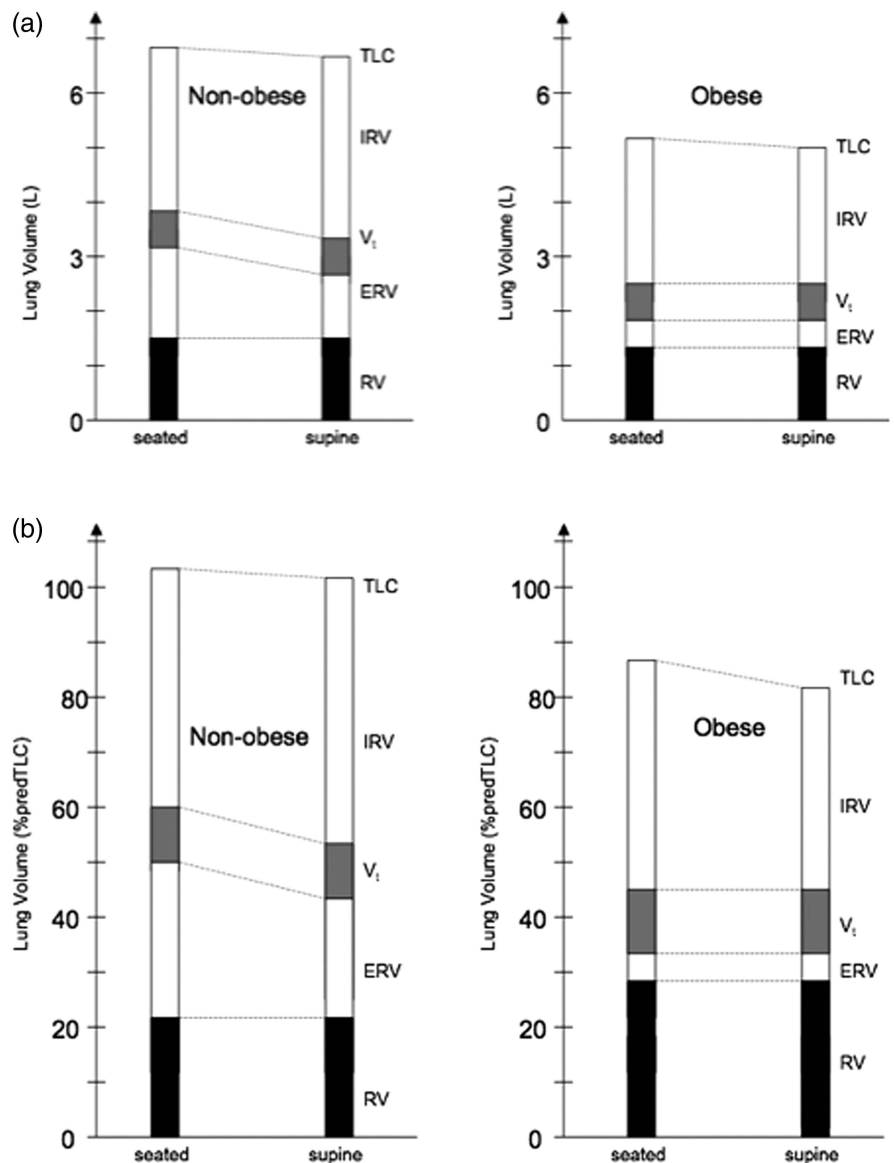 (a)
Lung Volume (L)
6
3
0
Non-obese
TLC
IRV
Vt
ERV
RV
seated supine
Lung Volume (L)
6
3
0
Obese
TLC
IRV
Vt
ERV
RV
seated supine
(b)
Lung Volume (%predTLC)
100
80
60
40
20
0
Non-obese
TLC
IRV
Vt
ERV
RV
seated supine
Lung Volume (%predTLC)
100
80
60
40
20
0
Obese
TLC
IRV
Vt
ERV
RV
seated supine